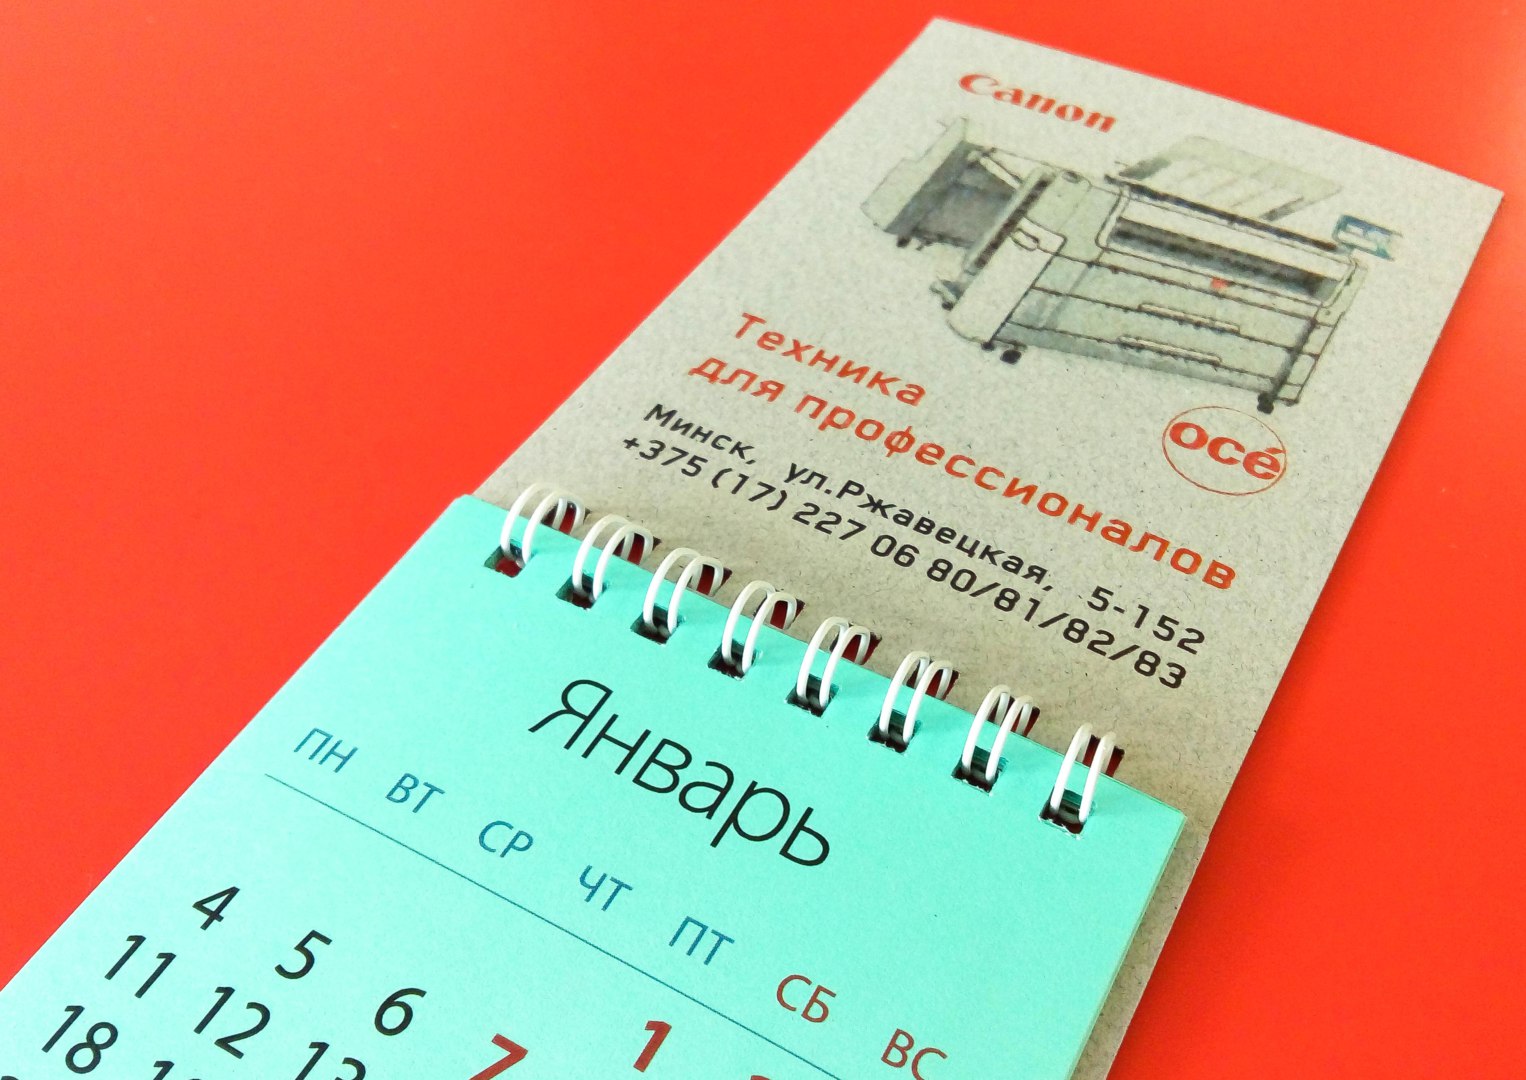 Canon
Техника
для профессионалов
océ
Минск, ул.Ржавецкая, 5-152
+375 (17) 227 06 80/81/82/83
Январь
ПН ВТ СР ЧТ ПТ СБ ВС
1
4 5 6 7
11 12 13
18